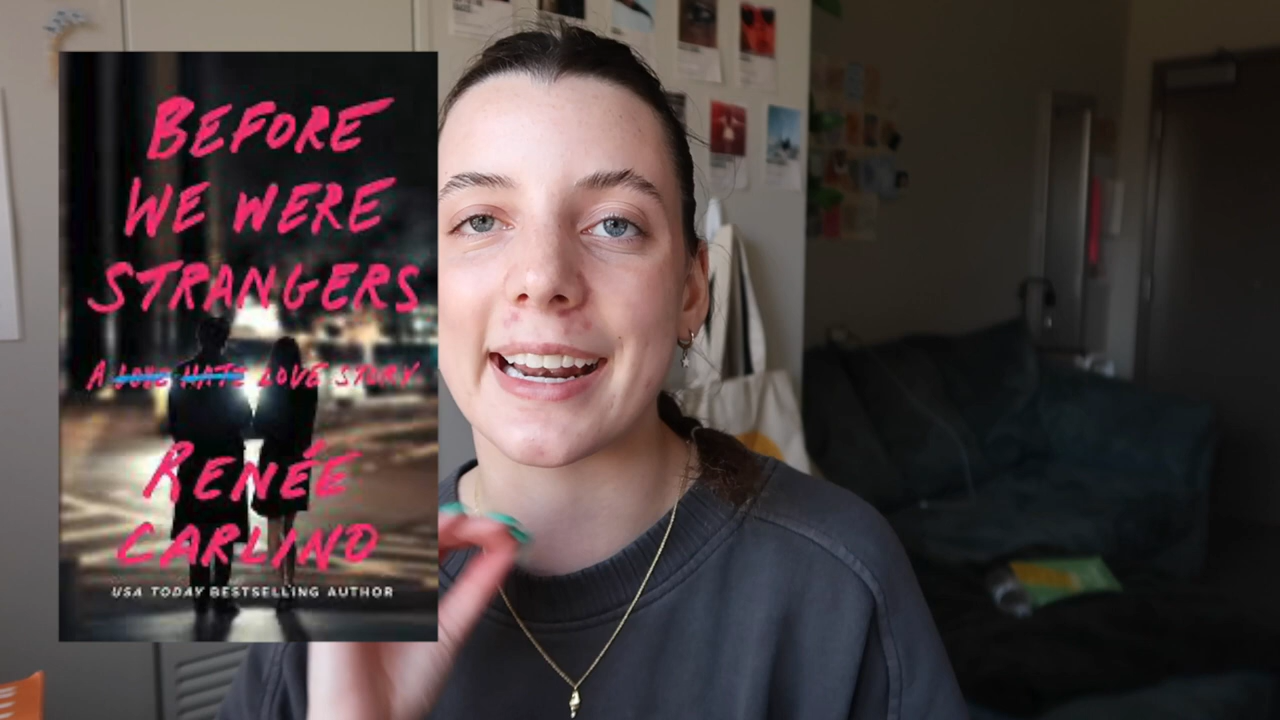 BEFORE
WE WERE
STRANGERS
A LOVE HATE LOVE STORY
RENÉE
CARLINO
USA TODAY BESTSELLING AUTHOR